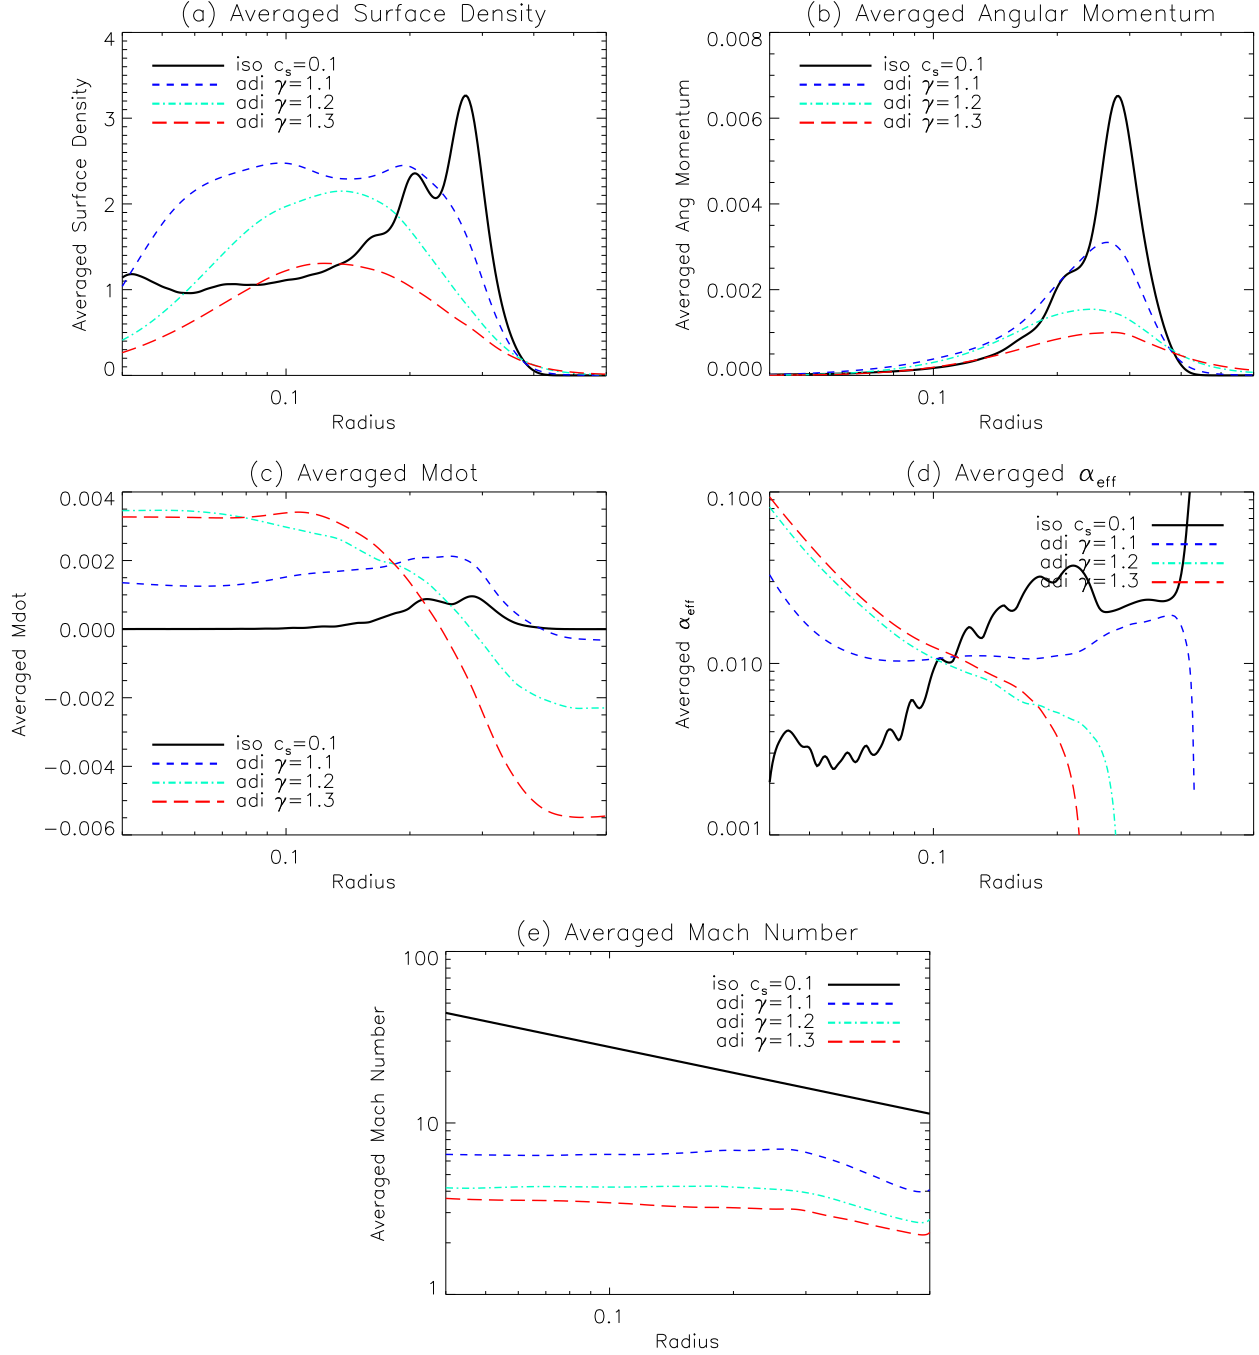 (a) Averaged Surface Density
4
3
2
1
0
Averaged Surface Density
iso c_s=0.1
adi γ=1.1
adi γ=1.2
adi γ=1.3
0.1
Radius
(b) Averaged Angular Momentum
0.008
0.006
0.004
0.002
0.000
Averaged Ang Momentum
iso c_s=0.1
adi γ=1.1
adi γ=1.2
adi γ=1.3
0.1
Radius
(c) Averaged Mdot
0.004
0.002
0.000
−0.002
−0.004
−0.006
Averaged Mdot
iso c_s=0.1
adi γ=1.1
adi γ=1.2
adi γ=1.3
0.1
Radius
(d) Averaged α_eff
0.100
0.010
0.001
Averaged α_eff
iso c_s=0.1
adi γ=1.1
adi γ=1.2
adi γ=1.3
0.1
Radius
(e) Averaged Mach Number
100
10
1
Averaged Mach Number
iso c_s=0.1
adi γ=1.1
adi γ=1.2
adi γ=1.3
0.1
Radius